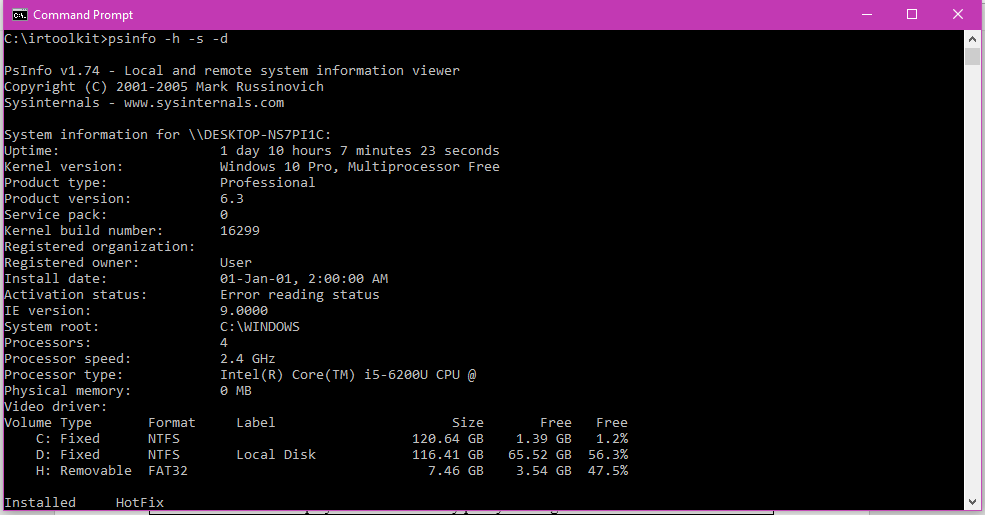 Command Prompt
C:\irtoolkit>psinfo -h -s -d
PsInfo v1.74 - Local and remote system information viewer
Copyright (C) 2001-2005 Mark Russinovich
Sysinternals - www.sysinternals.com
System information for \\DESKTOP-NS7PI1C:
Uptime: 1 day 10 hours 7 minutes 23 seconds
Kernel version: Windows 10 Pro, Multiprocessor Free
Product type: Professional
Product version: 6.3
Service pack: 0
Kernel build number: 16299
Registered organization:
Registered owner: User
Install date: 01-Jan-01, 2:00:00 AM
Activation status: Error reading status
IE version: 9.0000
System root: C:\WINDOWS
Processors: 4
Processor speed: 2.4 GHz
Processor type: Intel(R) Core(TM) i5-6200U CPU @
Physical memory: 0 MB
Video driver:
Volume Type Format Label Size Free Free
C: Fixed NTFS 120.64 GB 1.39 GB 1.2%
D: Fixed NTFS Local Disk 116.41 GB 65.52 GB 56.3%
H: Removable FAT32 7.46 GB 3.54 GB 47.5%
Installed HotFix